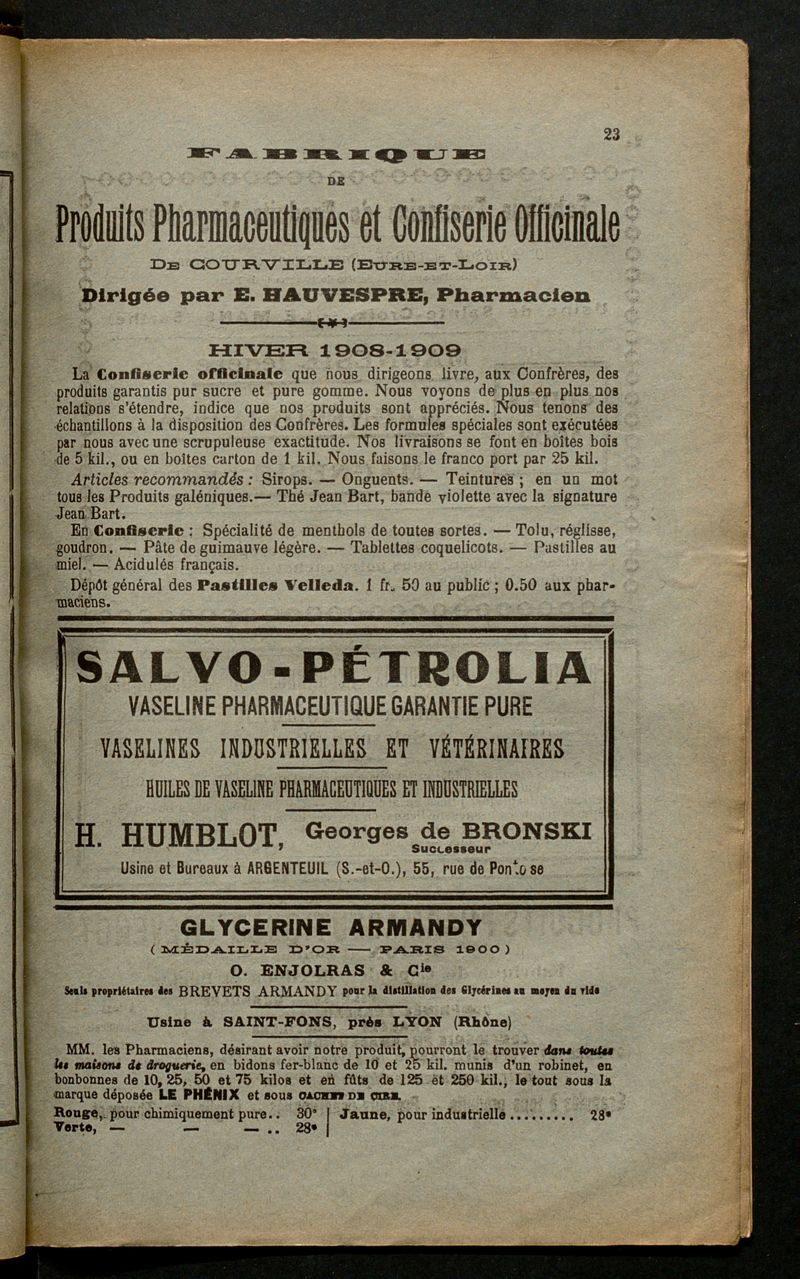 23
FABRIQUE
DE
Produits Pharmaceutiques et Confiserie Officinale
DE COURVILLE (EURE-ET-LOIR)
Dirigée par E. HAUVESPRE, Pharmacien
HIVER 1908-1909
La Confiserie officinale que nous dirigeons livre, aux Confrères, des
produits garantis pur sucre et pure gomme. Nous voyons de plus en plus nos
relations s'étendre, indice que nos produits sont appréciés. Nous tenons des
échantillons à la disposition des Confrères. Les formules spéciales sont exécutées
par nous avec une scrupuleuse exactitude. Nos livraisons se font en boîtes bois
de 5 kil., ou en boîtes carton de 1 kil. Nous faisons le franco port par 25 kil.
Articles recommandés : Sirops. — Onguents. — Teintures ; en un mot
tous les Produits galéniques.— Thé Jean Bart, bande violette avec la signature
Jean Bart.
En Confiserie : Spécialité de menthols de toutes sortes. — Tolu, réglisse,
goudron. — Pâte de guimauve légère. — Tablettes coquelicots. — Pastilles au
miel. — Acidulés français.
Dépôt général des Pastilles Velleda. 1 fr. 50 au public ; 0.50 aux phar-
maciens.
SALVO-PÉTROLIA
VASELINE PHARMACEUTIQUE GARANTIE PURE
VASELINES INDUSTRIELLES ET VÉTÉRINAIRES
HUILES DE VASELINE PHARMACEUTIQUES ET INDUSTRIELLES
H. HUMBLOT, Georges de BRONSKI
Successeur
Usine et Bureaux à ARGENTEUIL (S.-et-O.), 55, rue de Pontose
GLYCERINE ARMANDY
( MÉDAILLE D'OR — PARIS 1900 )
O. ENJOLRAS & Cie
Seuls propriétaires des BREVETS ARMANDY pour la distillation des Glycérines au moyen du vide
Usine à SAINT-FONS, près LYON (Rhône)
MM. les Pharmaciens, désirant avoir notre produit, pourront le trouver dans toutes
les maisons de droguerie, en bidons fer-blanc de 10 et 25 kil. munis d'un robinet, en
bonbonnes de 10, 25, 50 et 75 kilos et en fûts de 125 et 250 kil., le tout sous la
marque déposée LE PHÉNIX et sous CACHET DE CIRE.
Rouge, pour chimiquement pure.. 30° | Jaune, pour industrielle ......... 28°
Verte, — — — .. 28° |